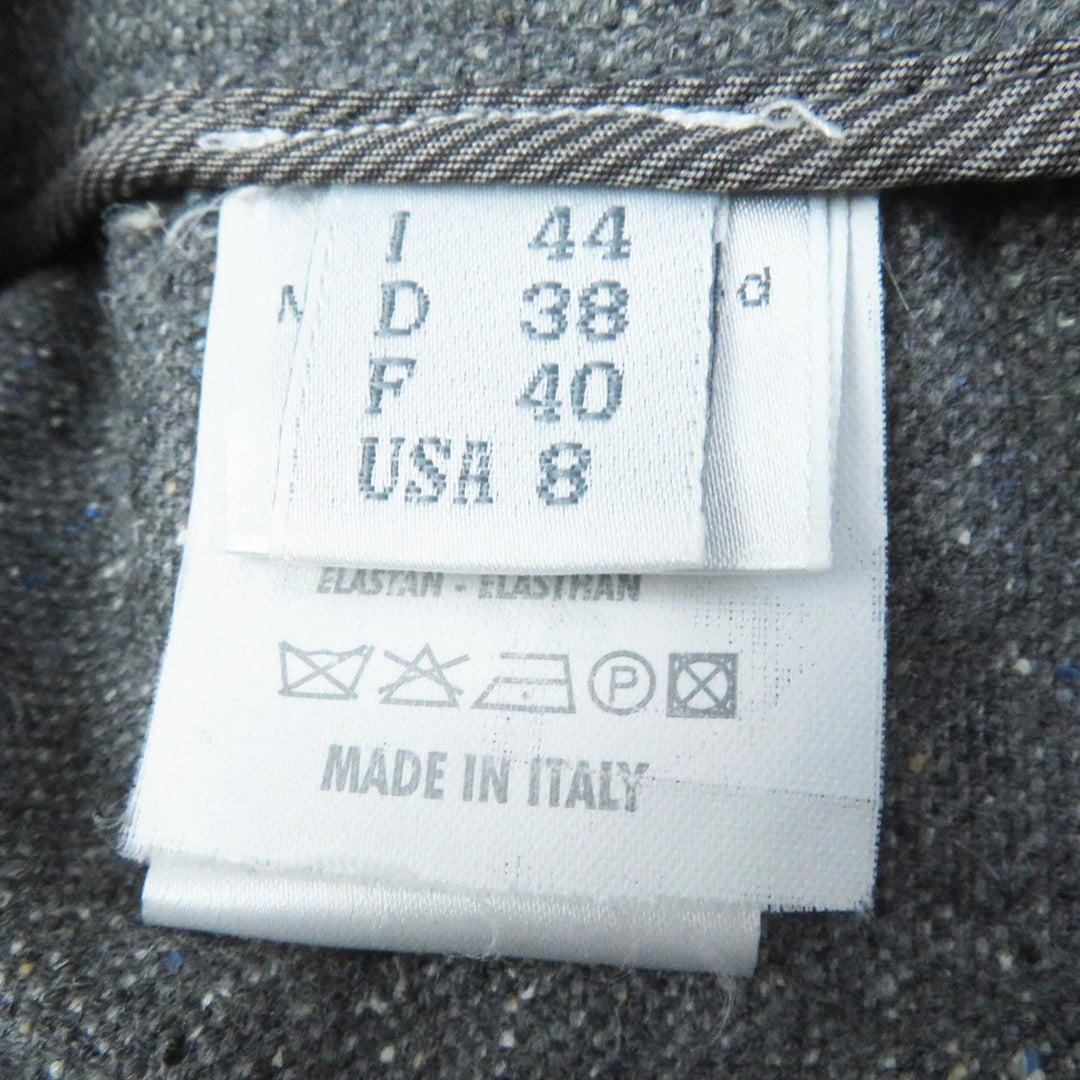 I 44
D 38
F 40
USA 8
d
ELASTAN - ELASTHAN
P
MADE IN ITALY